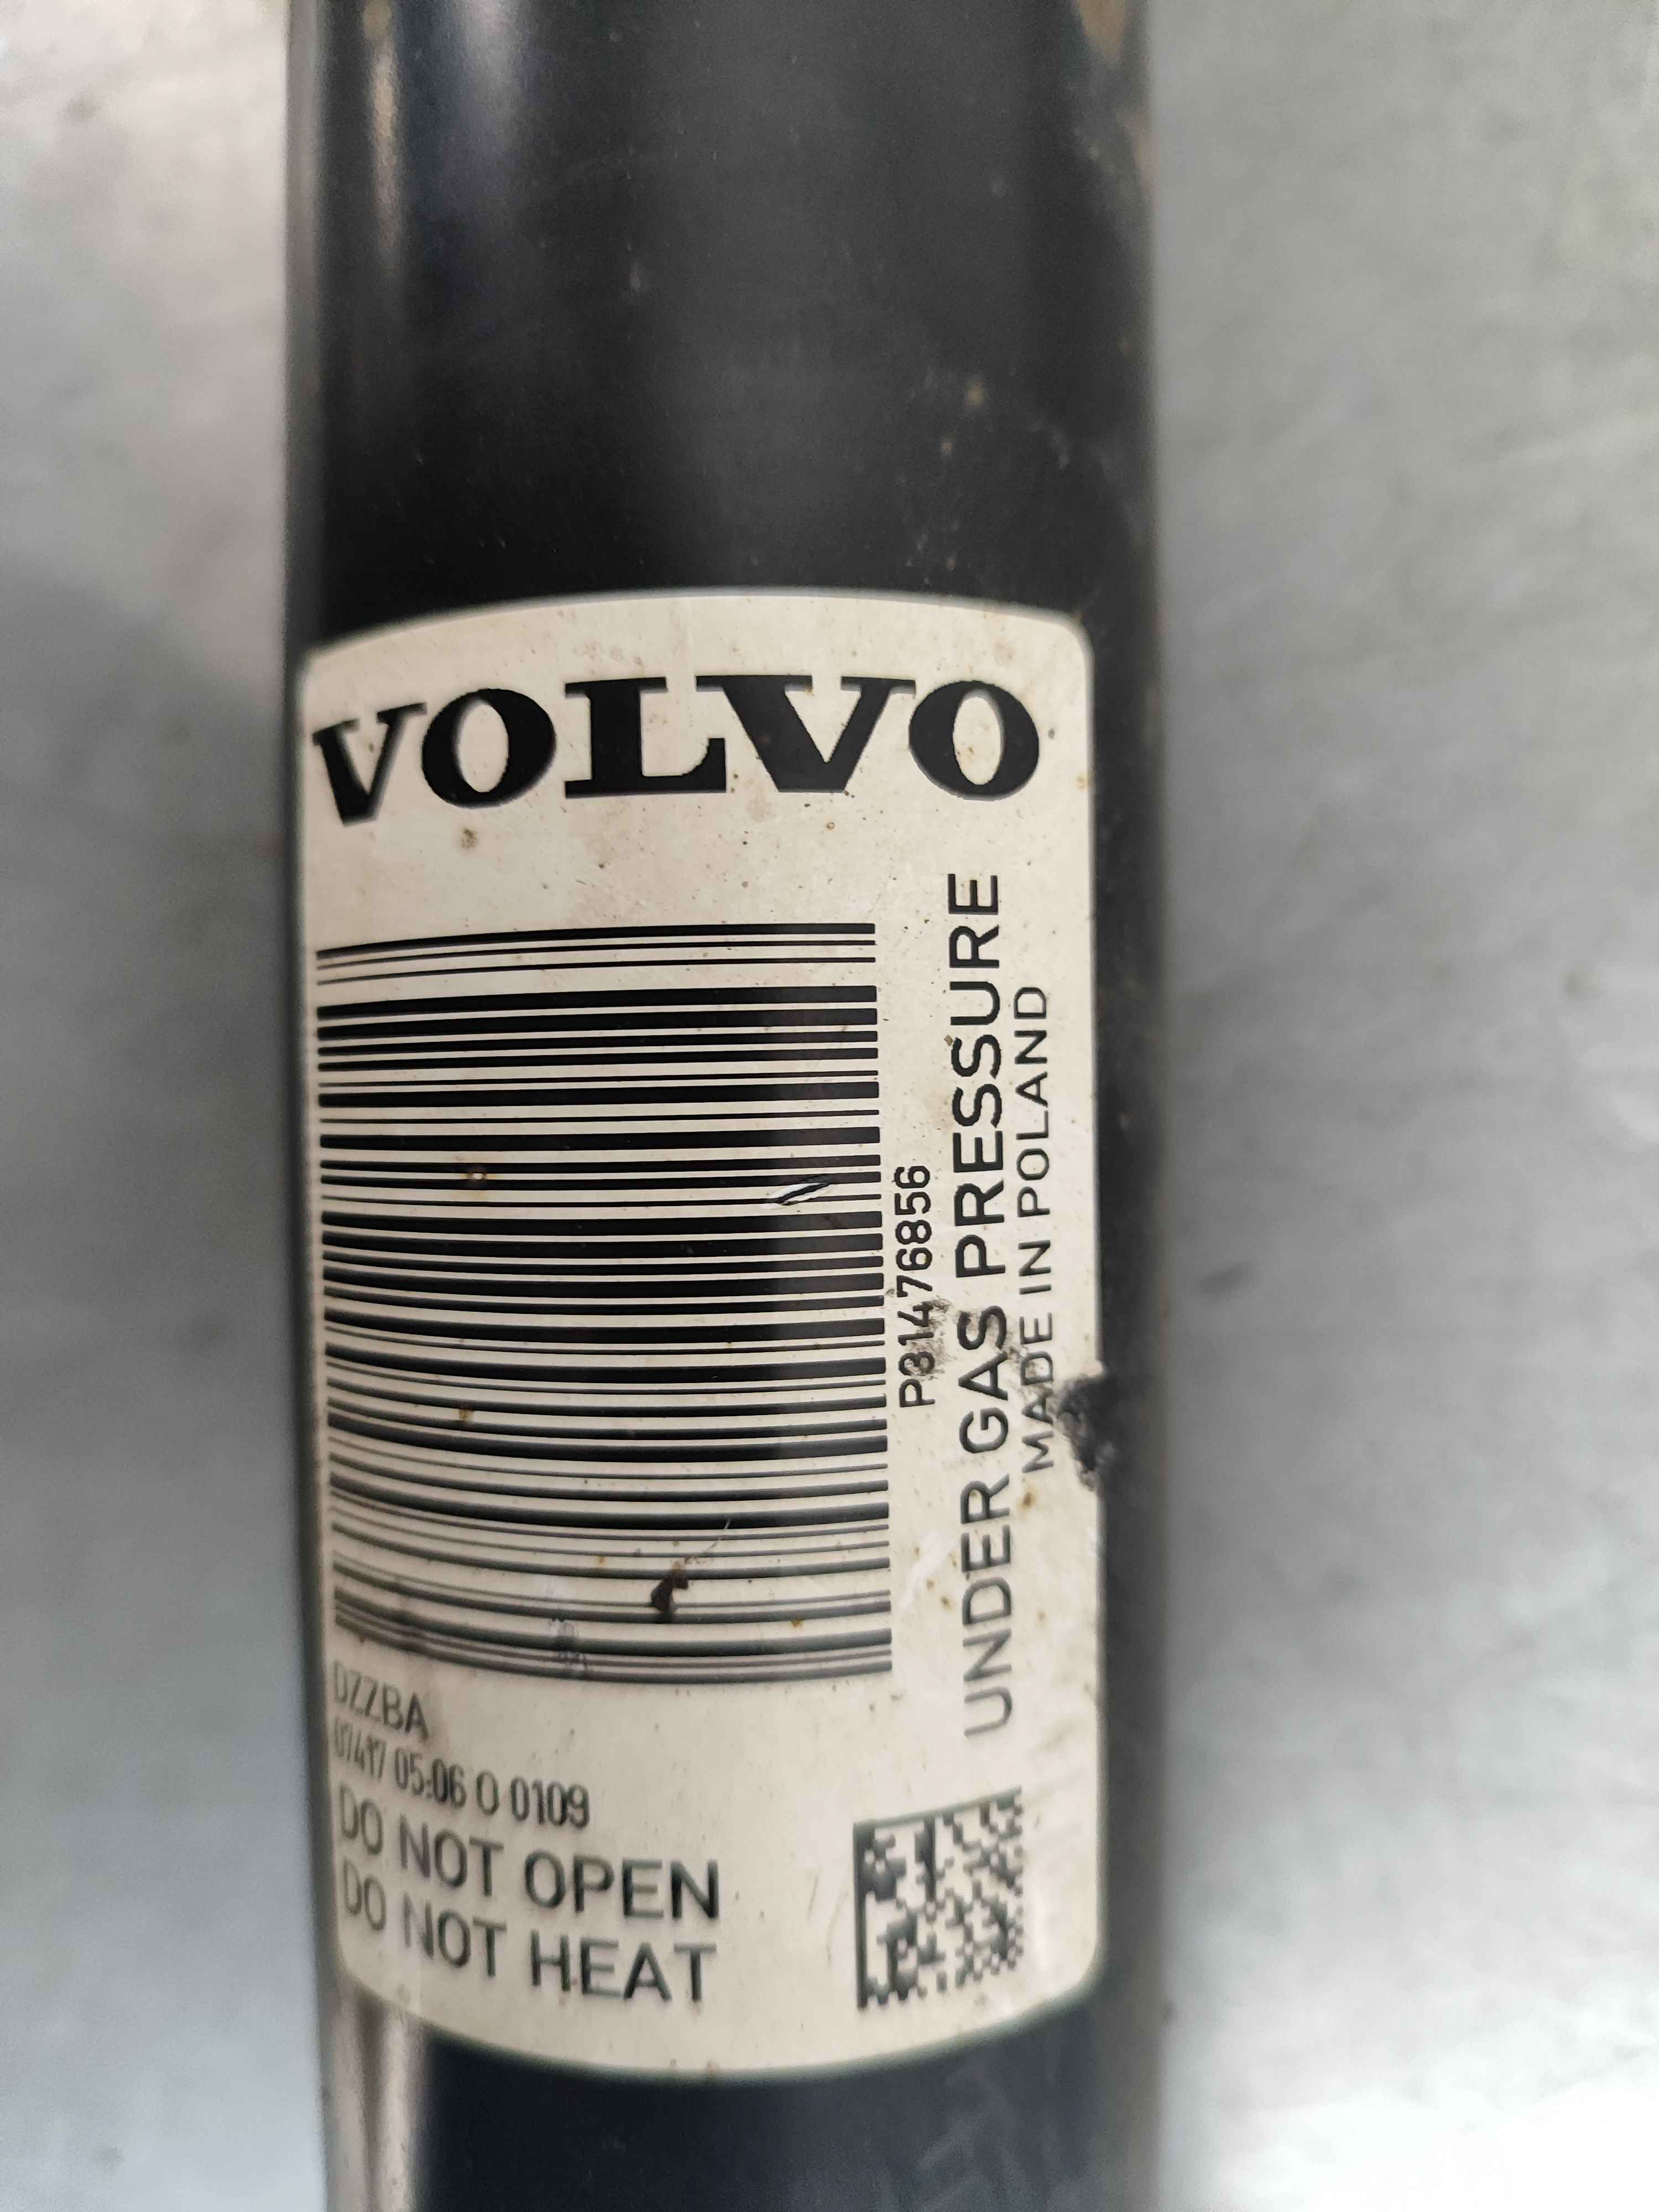 VOLVO
P31476856
UNDER GAS PRESSURE
MADE IN POLAND
DZZBA
07417 05:06 O 0109
DO NOT OPEN
DO NOT HEAT